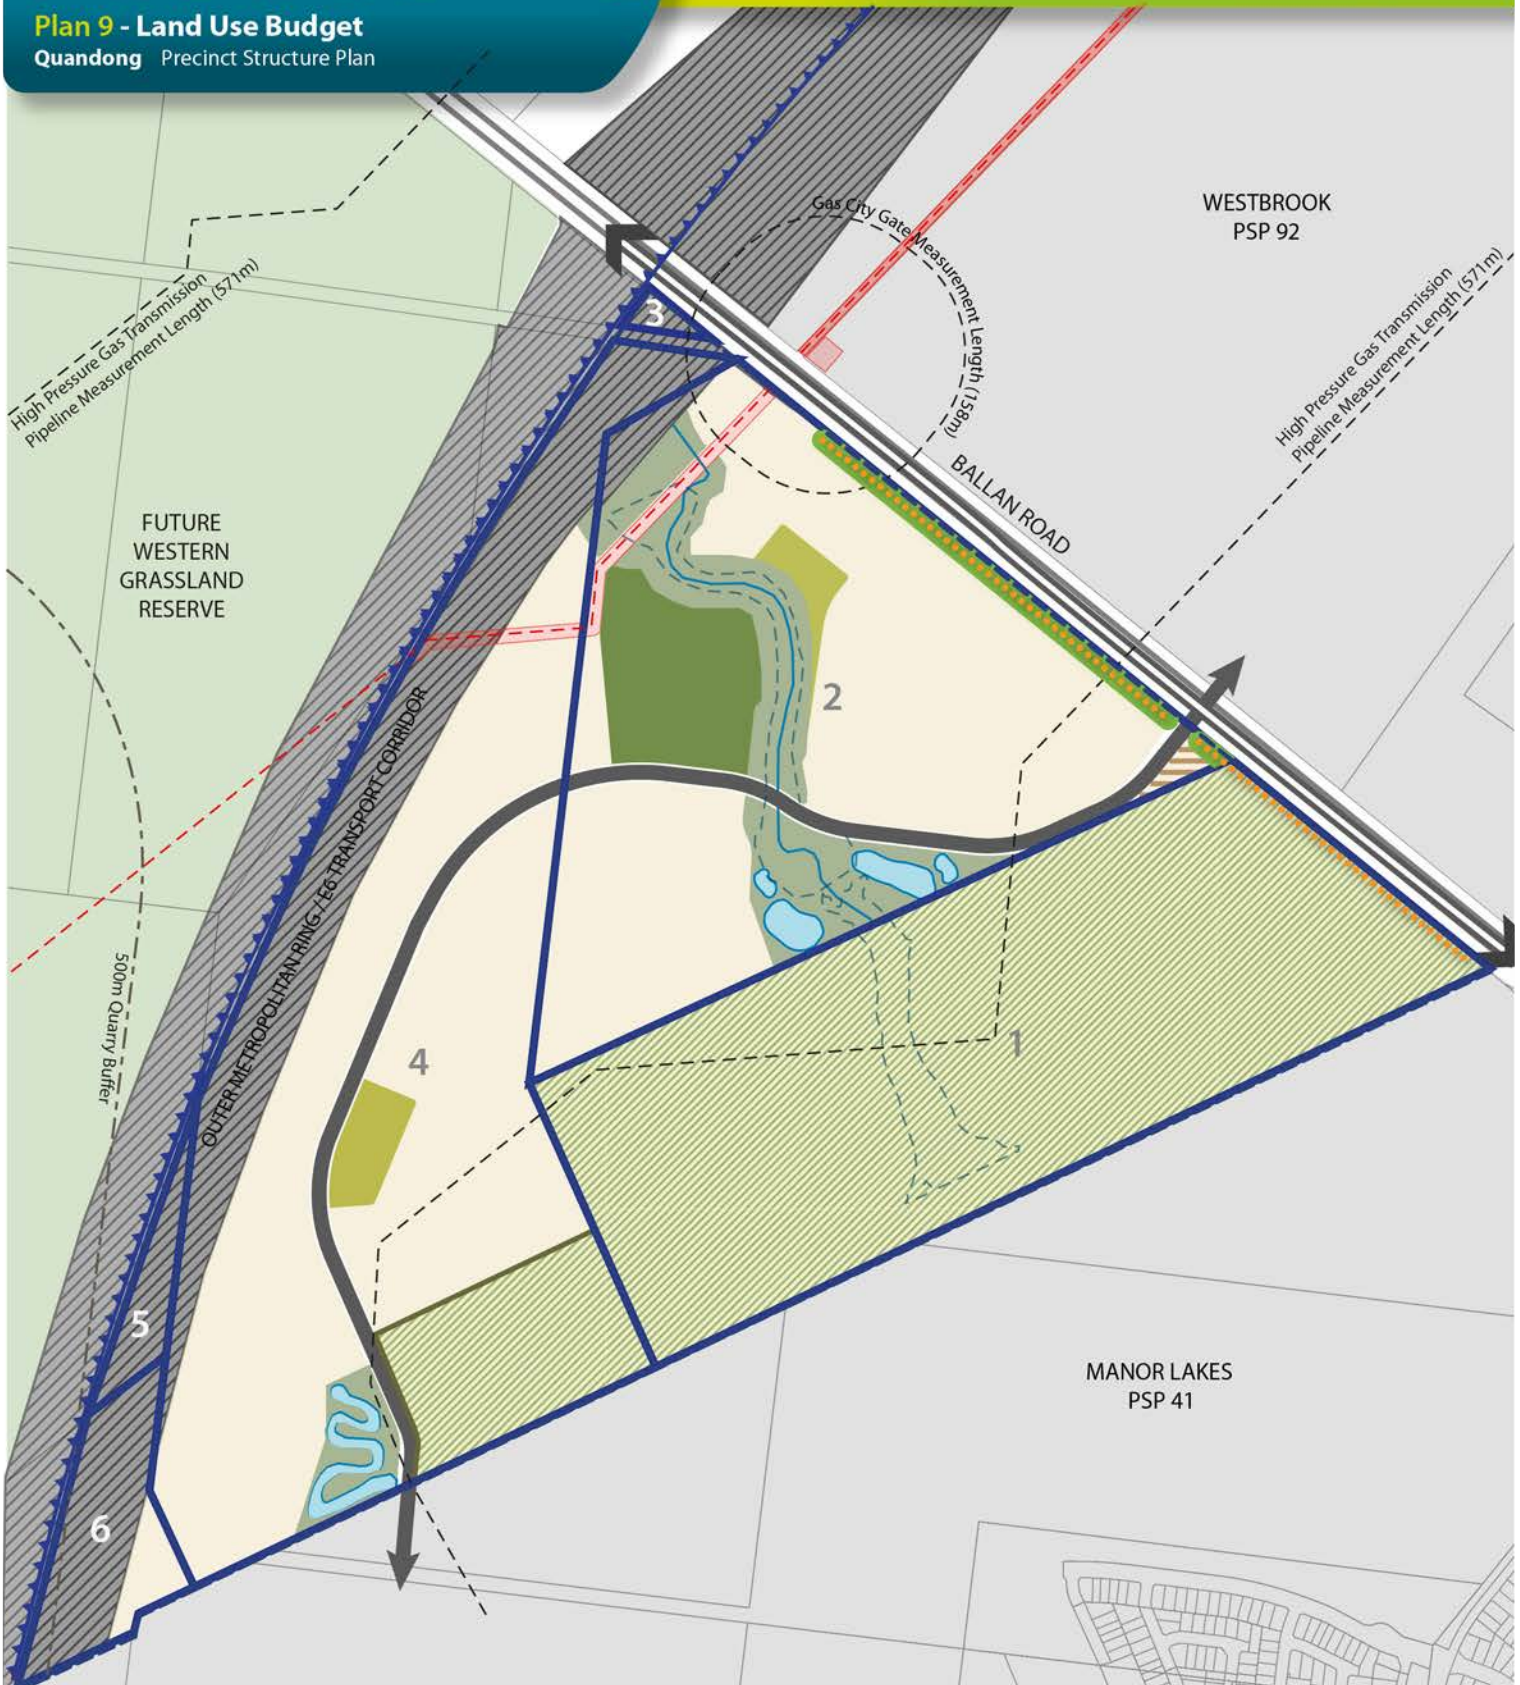 Plan 9 - Land Use Budget
Quandong Precinct Structure Plan
WESTBROOK
PSP 92
Gas City Gate Measurement Length (158m)
High Pressure Gas Transmission
Pipeline Measurement Length (571m)
High Pressure Gas Transmission
Pipeline Measurement Length (571m)
3
BALLAN ROAD
FUTURE
WESTERN
GRASSLAND
RESERVE
2
OUTER METROPOLITAN RING / E6 TRANSPORT CORRIDOR
500m Quarry Buffer
1
4
5
MANOR LAKES
PSP 41
6